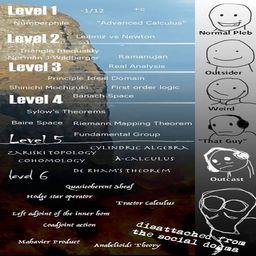 Level 1
-1/12
+c
Numberphile
"Advanced Calculus"
Normal Pleb
Level 2
Leibniz vs Newton
Triangle Inequality
Norman J Wildberger
Ramanujan
Outsider
Level 3
Real Analysis
Principle Ideal Domain
Shinichi Mochizuki
First order logic
Banach Space
Weird
Level 4
Sylow's Theorems
Baire Space
Riemann Mapping Theorem
Fundamental Group
"That Guy"
Level 5
Cylindric Algebra
Zariski Topology
λ-Calculus
Cohomology
De Rham's Theorem
Outcast
level 6
Quasicoherent Sheaf
Hodge star operator
Tractor Calculus
Left adjoint of the inner hom
Coadjoint action
Mahavier Product
Anabelioids Theory
disattached from
the social dogma